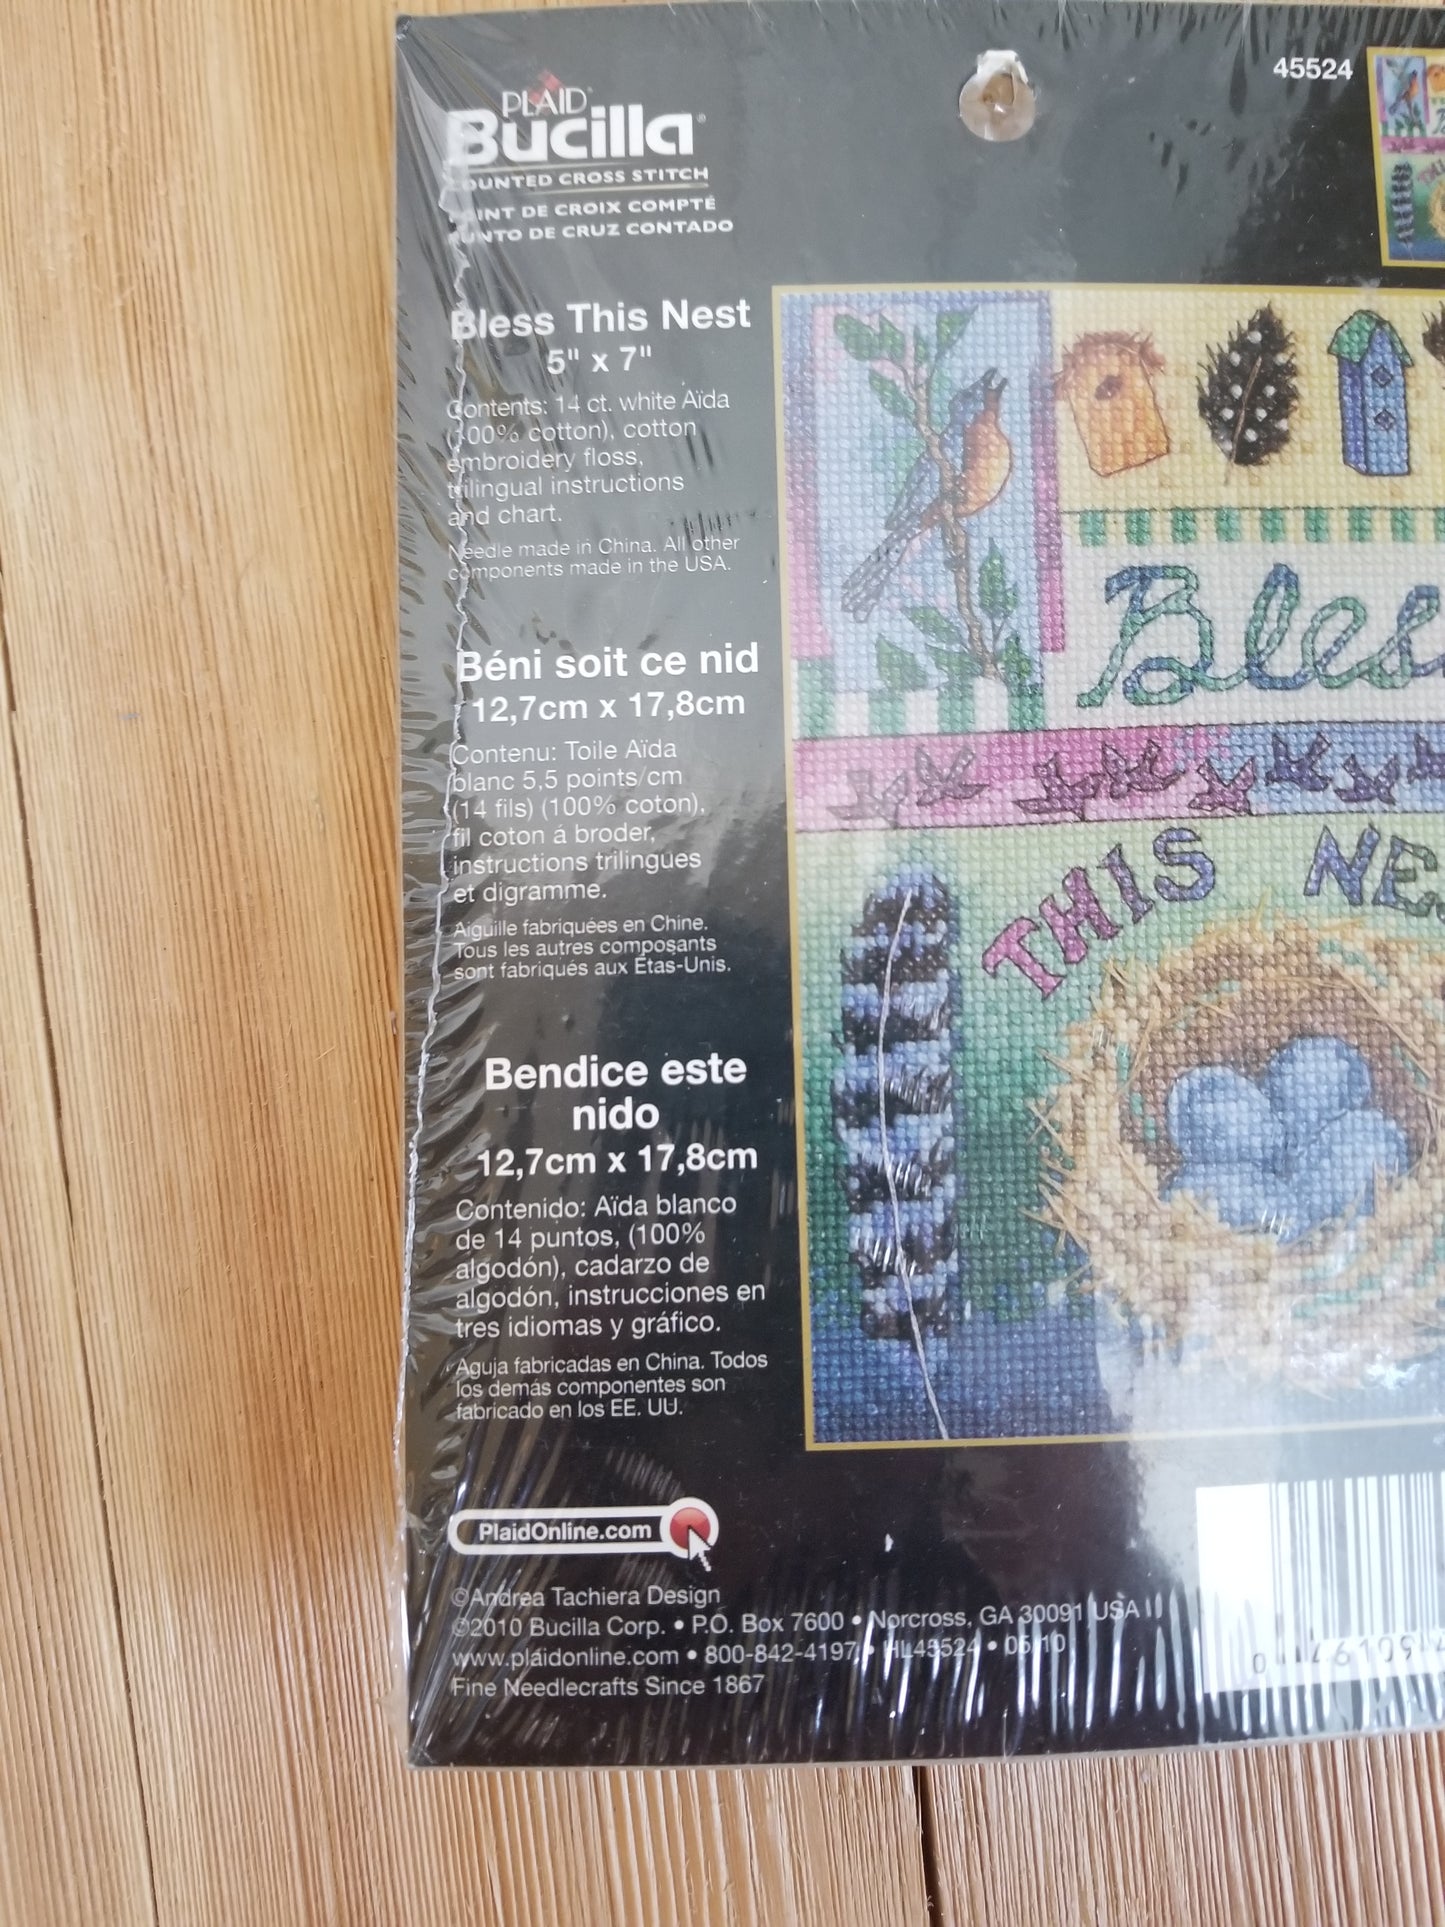 45524
PLAID
Bucilla
COUNTED CROSS STITCH
POINT DE CROIX COMPTÉ
PUNTO DE CRUZ CONTADO
Bless This Nest
5" x 7"
Contents: 14 ct. white Aïda
(100% cotton), cotton
embroidery floss,
trilingual instructions
and chart.
Needle made in China. All other
components made in the USA.
Béni soit ce nid
12,7cm x 17,8cm
Contenu: Toile Aïda
blanc 5,5 points/cm
(14 fils) (100% coton),
fil coton á broder,
instructions trilingues
et digramme.
Aiguille fabriquées en Chine.
Tous les autres composants
sont fabriqués aux États-Unis.
Bendice este
nido
12,7cm x 17,8cm
Contenido: Aïda blanco
de 14 puntos, (100%
algodón), cadarzo de
algodón, instrucciones en
tres idiomas y gráfico.
Aguja fabricadas en China. Todos
los demás componentes son
fabricado en los EE. UU.
Bles
THIS NES
PlaidOnline.com
©Andrea Tachiera Design
©2010 Bucilla Corp. • P.O. Box 7600 • Norcross, GA 30091 USA
www.plaidonline.com • 800-842-4197 • HL45524 • 05/10
Fine Needlecrafts Since 1867
0 46109